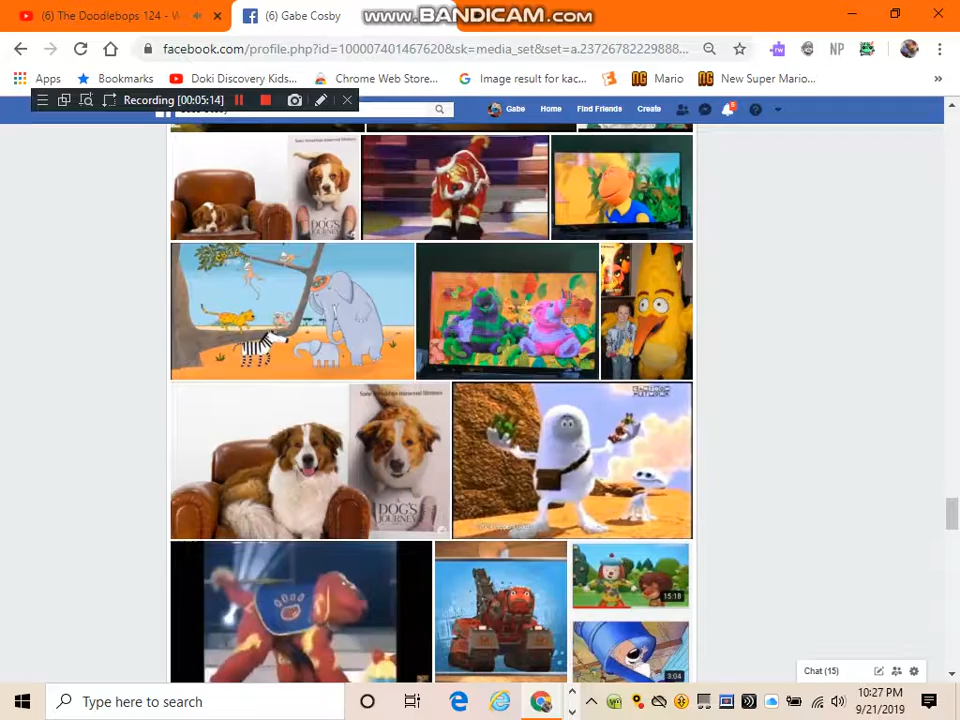 (6) The Doodlebops 124 - W
(6) Gabe Cosby
www.BANDICAM.com
facebook.com/profile.php?id=100007401467620&sk=media_set&set=a.23726782229888...
Apps
Bookmarks
Doki Discovery Kids...
Chrome Web Store...
Image result for kac...
Mario
New Super Mario...
Recording [00:05:14]
Gabe
Home
Find Friends
Create
A DOG'S
JOURNEY
A DOG'S
JOURNEY
15:18
3:04
Chat (15)
Type here to search
10:27 PM
9/21/2019